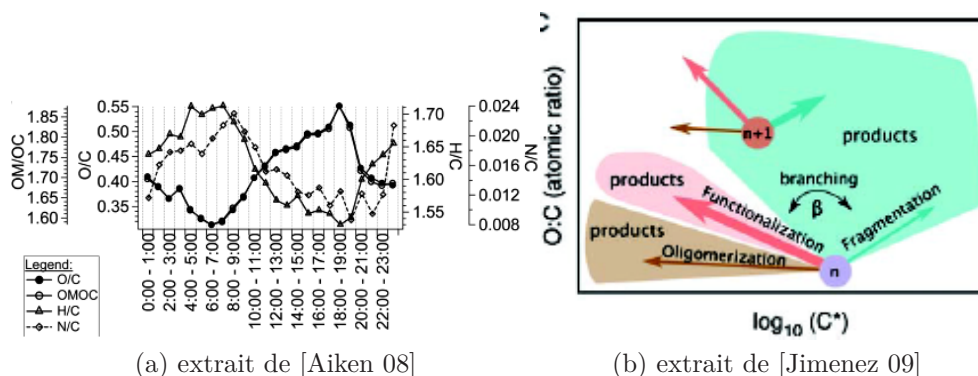 C
1.85
1.80
1.75
1.70
1.65
1.60
OM/OC
0.55
0.50
0.45
0.40
0.35
O/C
1.70
1.65
1.60
1.55
H/C
0.024
0.020
0.016
0.012
0.008
N/C
0:00 - 1:00
2:00 - 3:00
4:00 - 5:00
6:00 - 7:00
8:00 - 9:00
10:00 - 11:00
12:00 - 13:00
14:00 - 15:00
16:00 - 17:00
18:00 - 19:00
20:00 - 21:00
22:00 - 23:00
Legend:
O/C
OMOC
H/C
N/C
(a) extrait de [Aiken 08]
O:C (atomic ratio)
n+1
products
branching
β
products
Functionalization
Fragmentation
products
Oligomerization
n
log10 (C*)
(b) extrait de [Jimenez 09]